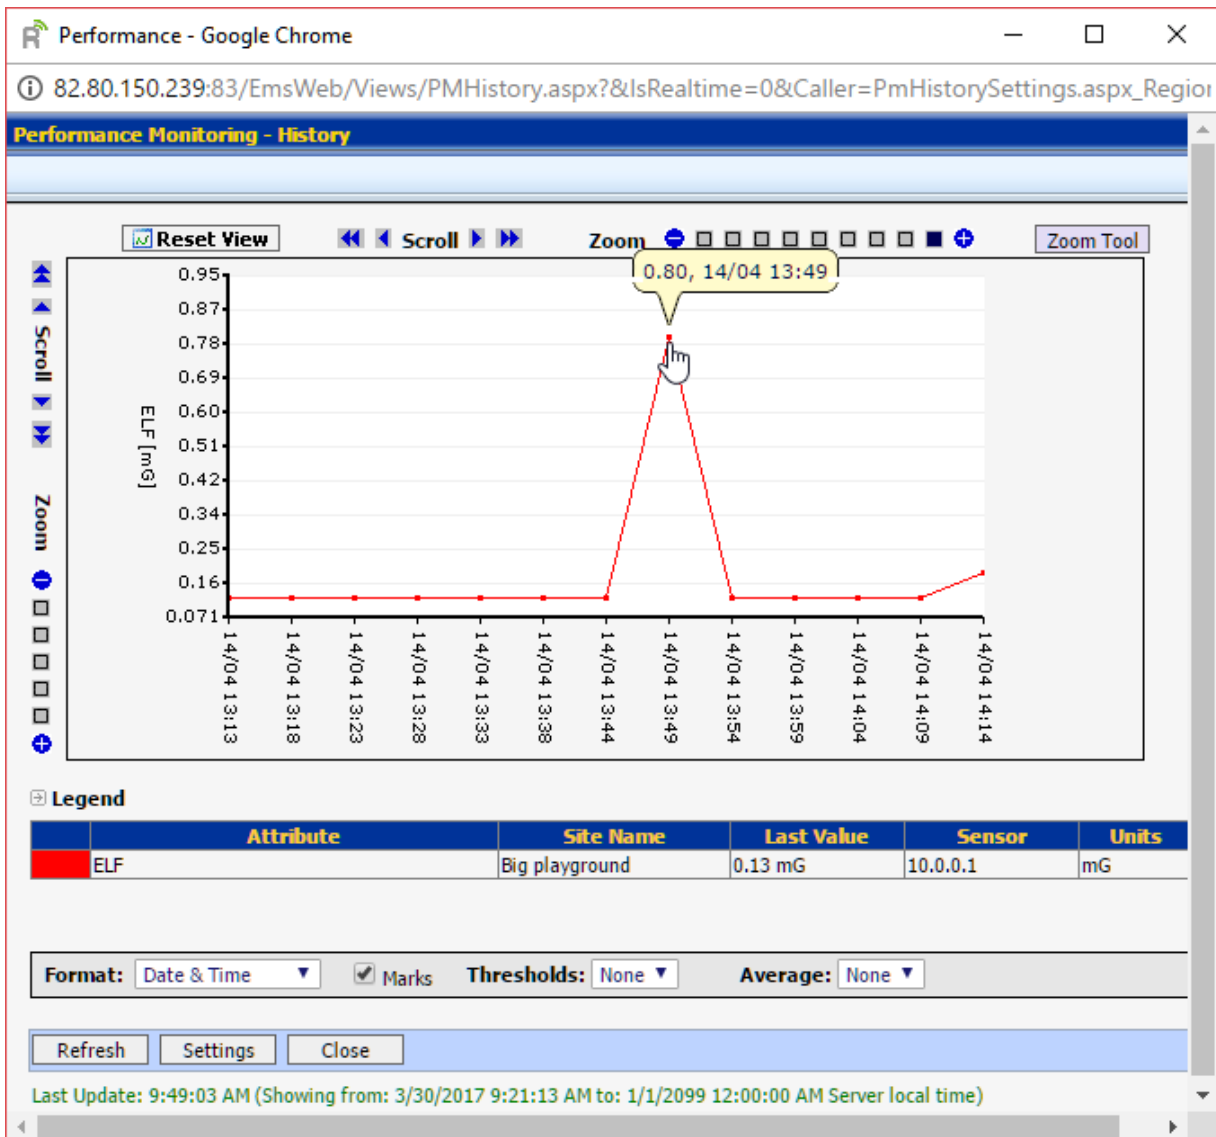 Performance - Google Chrome
82.80.150.239:83/EmsWeb/Views/PMHistory.aspx?&IsRealtime=0&Caller=PmHistorySettings.aspx_Region
Performance Monitoring - History
Reset View
Scroll
Zoom
Zoom Tool
0.80, 14/04 13:49
Scroll
Zoom
ELF [mG]
0.95
0.87
0.78
0.69
0.60
0.51
0.42
0.34
0.25
0.16
0.071
14/04 13:13
14/04 13:18
14/04 13:23
14/04 13:28
14/04 13:33
14/04 13:38
14/04 13:44
14/04 13:49
14/04 13:54
14/04 13:59
14/04 14:04
14/04 14:09
14/04 14:14
Legend
Attribute Site Name Last Value Sensor Units
ELF Big playground 0.13 mG 10.0.0.1 mG
Format: Date & Time Marks Thresholds: None Average: None
Refresh Settings Close
Last Update: 9:49:03 AM (Showing from: 3/30/2017 9:21:13 AM to: 1/1/2099 12:00:00 AM Server local time)